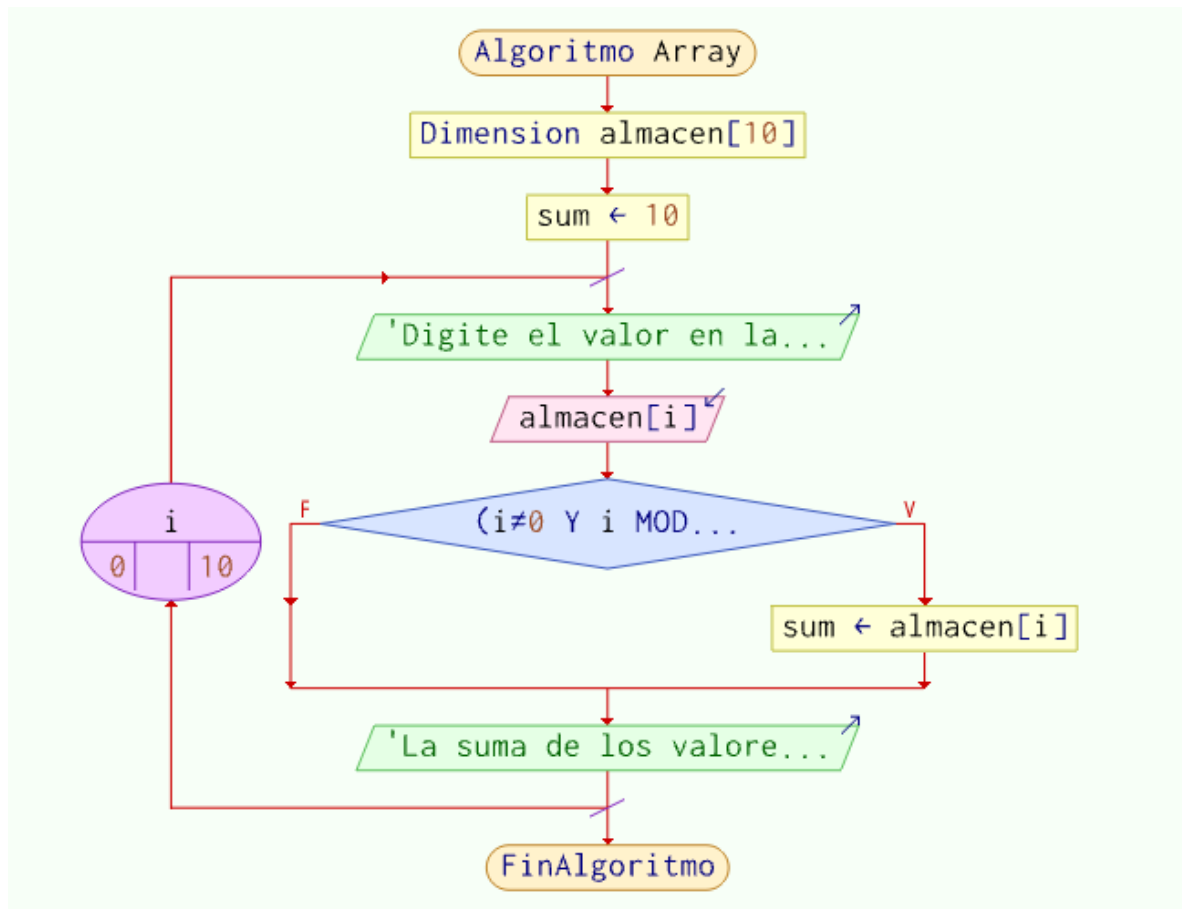 Algoritmo Array
Dimension almacen[10]
sum ← 10
'Digite el valor en la...
almacen[i]
F
(i≠0 Y i MOD...
V
i
0 10
sum ← almacen[i]
'La suma de los valore...
FinAlgoritmo